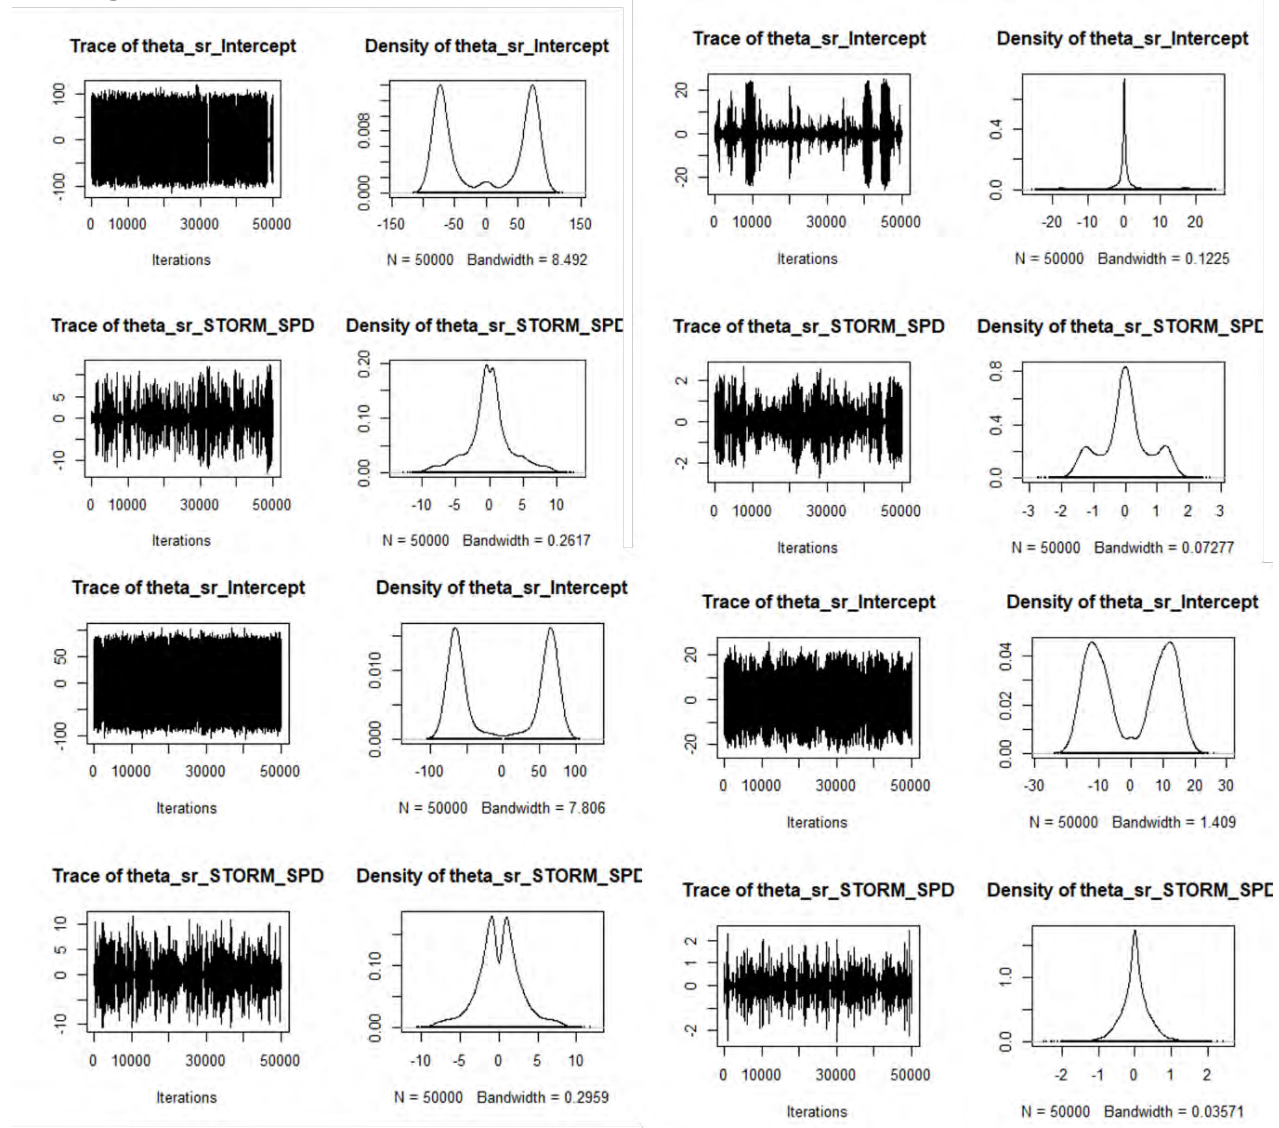 Trace of theta_sr_Intercept
Density of theta_sr_Intercept
100
0
-100
0 10000 30000 50000
Iterations
0.008
0.000
-150 -50 0 50 150
N = 50000 Bandwidth = 8.492
Trace of theta_sr_Intercept
Density of theta_sr_Intercept
20
0
-20
0 10000 30000 50000
Iterations
0.4
0.0
-20 -10 0 10 20
N = 50000 Bandwidth = 0.1225
Trace of theta_sr_STORM_SPD
Density of theta_sr_STORM_SPD
5
0
-10
0 10000 30000 50000
Iterations
0.20
0.10
0.00
-10 -5 0 5 10
N = 50000 Bandwidth = 0.2617
Trace of theta_sr_STORM_SPD
Density of theta_sr_STORM_SPD
2
0
-2
0 10000 30000 50000
Iterations
0.8
0.4
0.0
-3 -2 -1 0 1 2 3
N = 50000 Bandwidth = 0.07277
Trace of theta_sr_Intercept
Density of theta_sr_Intercept
50
0
-100
0 10000 30000 50000
Iterations
0.010
0.000
-100 0 50 100
N = 50000 Bandwidth = 7.806
Trace of theta_sr_Intercept
Density of theta_sr_Intercept
20
0
-20
0 10000 30000 50000
Iterations
0.04
0.02
0.00
-30 -10 0 10 20 30
N = 50000 Bandwidth = 1.409
Trace of theta_sr_STORM_SPD
Density of theta_sr_STORM_SPD
10
5
0
-10
0 10000 30000 50000
Iterations
0.10
0.00
-10 -5 0 5 10
N = 50000 Bandwidth = 0.2959
Trace of theta_sr_STORM_SPD
Density of theta_sr_STORM_SPD
2
1
0
-2
0 10000 30000 50000
Iterations
1.0
0.0
-2 -1 0 1 2
N = 50000 Bandwidth = 0.03571